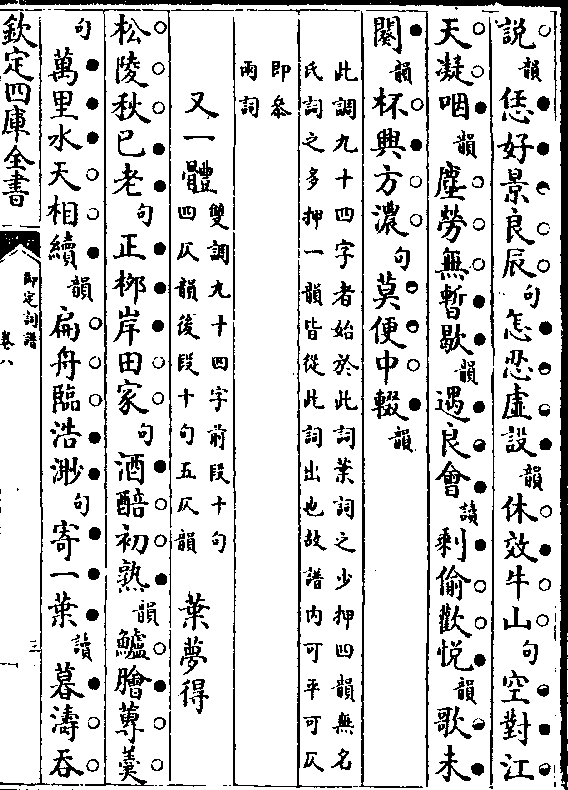 説韻恁好景良辰句怎忍虛設韻休效牛山句空對江
天凝咽韻塵勞無暫歇韻遇良會讀剩偷歡悅韻歌未
闋韻杯興方濃句莫便中輟韻
此調九十四字者始於此詞葉詞之少押四韻無名
氏詞之多押一韻皆從此詞出也故譜内可平可仄
即叅
兩詞
又一體雙調九十四字前段十句
四仄韻後段十句五仄韻
葉夢得
松陵秋已老句正栁岸田家句酒醅初熟韻鱸膾蓴羹
句萬里水天相續韻扁舟臨浩渺句寄一葉讀暮濤吞
欽定四庫全書
御定詞譜
卷八
三